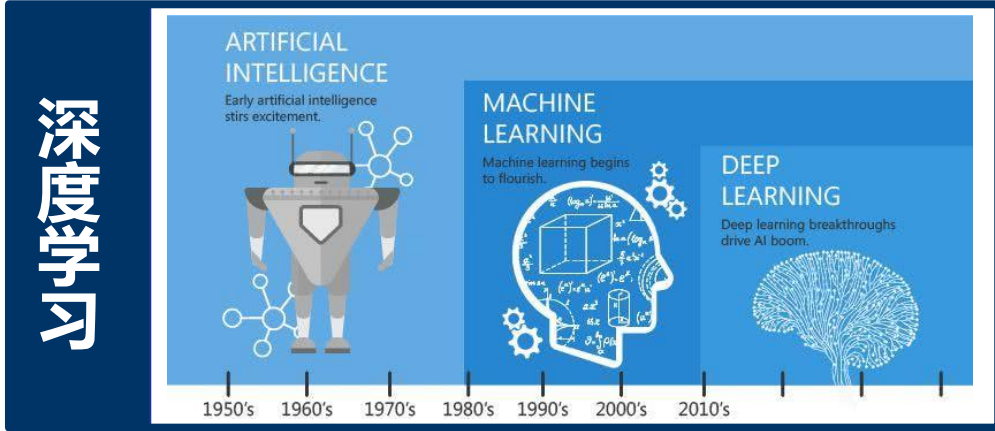 深度学习
ARTIFICIAL
INTELLIGENCE
Early artificial intelligence
stirs excitement.
MACHINE
LEARNING
Machine learning begins
to flourish.
DEEP
LEARNING
Deep learning breakthroughs
drive AI boom.
1950's 1960's 1970's 1980's 1990's 2000's 2010's